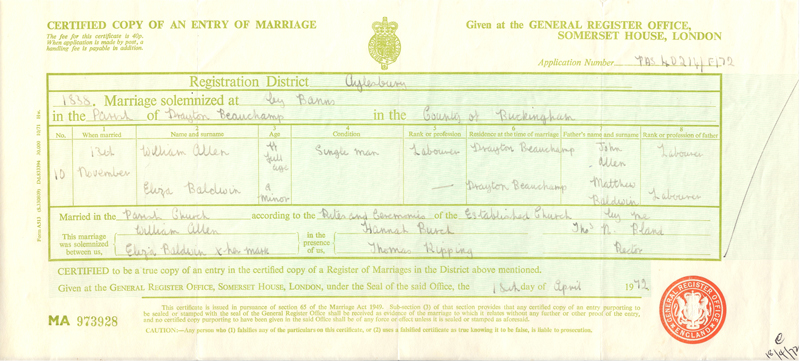 CERTIFIED COPY OF AN ENTRY OF MARRIAGE
Given at the GENERAL REGISTER OFFICE,
SOMERSET HOUSE, LONDON
The fee for this certificate is 40p.
When application is made by post, a
handling fee is payable in addition.
Application Number
Registration District Aylesbury
1838. Marriage solemnized at by Banns
in the Parish of Drayton Beauchamp in the County of Buckingham
No. When married Name and surname Age Condition Rank or profession Residence at the time of marriage Father's name and surname Rank or profession of father
1 2 3 4 5 6 7 8
10 13th November William Allen Of full age Single man Labourer Drayton Beauchamp John Allen Labourer
Eliza Baldwin a Minor — Drayton Beauchamp Matthew Baldwin Labourer
Married in the Parish Church according to the Rites and Ceremonies of the Established Church by me
This marriage was solemnized between us, William Allen
Eliza Baldwin x her mark
in the presence of us, Hannah Burch
Thomas Kipping
Thos N. Bland
Rector
CERTIFIED to be a true copy of an entry in the certified copy of a Register of Marriages in the District above mentioned.
Given at the GENERAL REGISTER OFFICE, SOMERSET HOUSE, LONDON, under the Seal of the said Office, the day of April 1972
MA 973928
This certificate is issued in pursuance of section 65 of the Marriage Act 1949. Sub-section (3) of this section provides that any certified copy of an entry purporting
to be sealed or stamped with the seal of the General Register Office shall be received as evidence of the marriage to which it relates without any further or other proof of the entry,
and no certified copy purporting to have been given in the said Office shall be of any force or effect unless it is sealed or stamped as aforesaid.
CAUTION:—Any person who (1) falsifies any of the particulars on this certificate, or (2) uses a falsified certificate as true knowing it to be false, is liable to prosecution.
GENERAL REGISTER OFFICE
ENGLAND